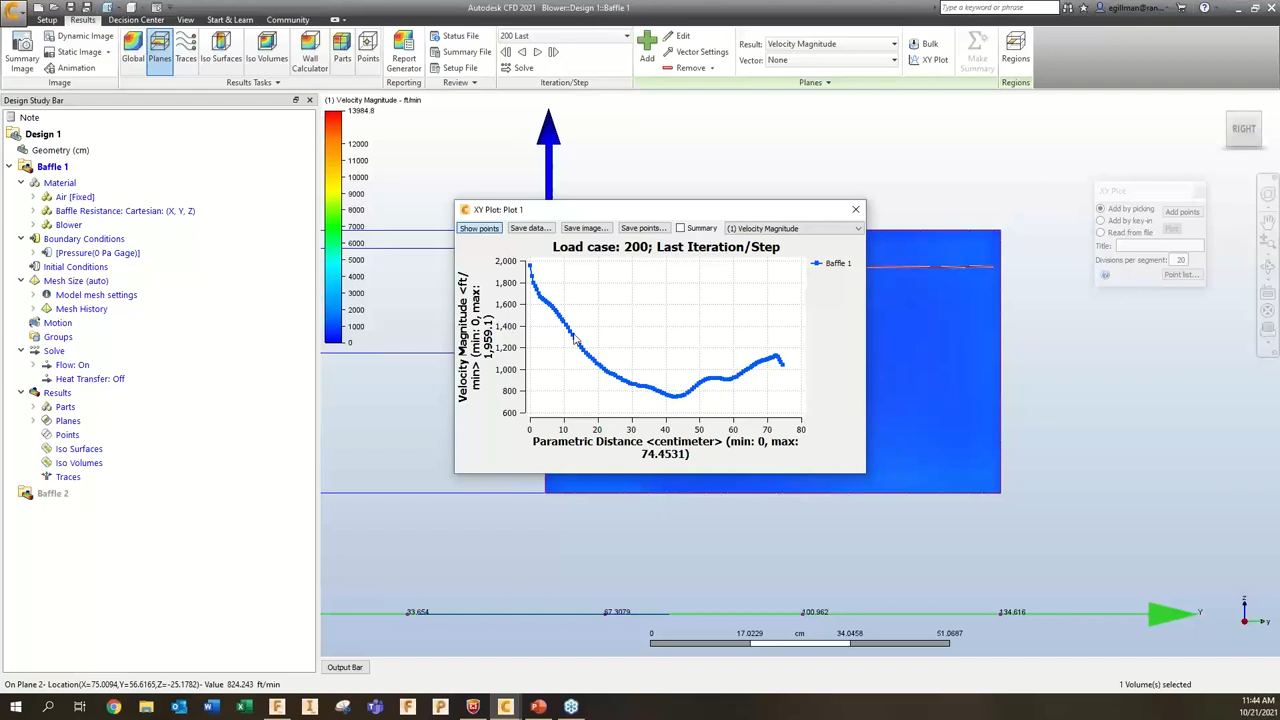 Autodesk CFD 2021 Blower::Design 1::Baffle 1
Type a keyword or phrase
egillman@ran...
Setup Results Decision Center View Start & Learn Community
Summary Image
Dynamic Image
Static Image
Animation
Image
Global Planes Traces Iso Surfaces Iso Volumes Wall Calculator Parts Points
Results Tasks
Report Generator
Reporting
Status File
Summary File
Setup File
Review
200 Last
Solve
Iteration/Step
Add
Edit
Vector Settings
Remove
Result: Velocity Magnitude
Vector: None
Bulk
XY Plot
Planes
Make Summary
Regions
Regions
Design Study Bar
Note
Design 1
Geometry (cm)
Baffle 1
Material
Air [Fixed]
Baffle Resistance: Cartesian: (X, Y, Z)
Blower
Boundary Conditions
[Pressure(0 Pa Gage)]
Initial Conditions
Mesh Size (auto)
Model mesh settings
Mesh History
Motion
Groups
Solve
Flow: On
Heat Transfer: Off
Results
Parts
Planes
Points
Iso Surfaces
Iso Volumes
Traces
Baffle 2
(1) Velocity Magnitude - ft/min
13984.8
12000
11000
10000
9000
8000
7000
6000
5000
4000
3000
2000
1000
0
XY Plot: Plot 1
Show points Save data... Save image... Save points... Summary (1) Velocity Magnitude
Load case: 200; Last Iteration/Step
Baffle 1
Velocity Magnitude <ft/
min> (min: 0, max:
1,959.1)
2,000
1,800
1,600
1,400
1,200
1,000
800
600
0 10 20 30 40 50 60 70 80
Parametric Distance <centimeter> (min: 0, max:
74.4531)
RIGHT
XY Plot
Add by picking Add points
Add by key-in Plot
Read from file
Title:
Divisions per segment: 20
Point list...
33.654 67.3079 100.962 134.616 Y
0 17.0229 cm 34.0458 51.0687
z
y
Output Bar
On Plane 2- Location(X=75.0094,Y=56.6165,Z=-25.1782) - Value 824.243 ft/min
1 Volume(s) selected
11:44 AM
10/21/2021